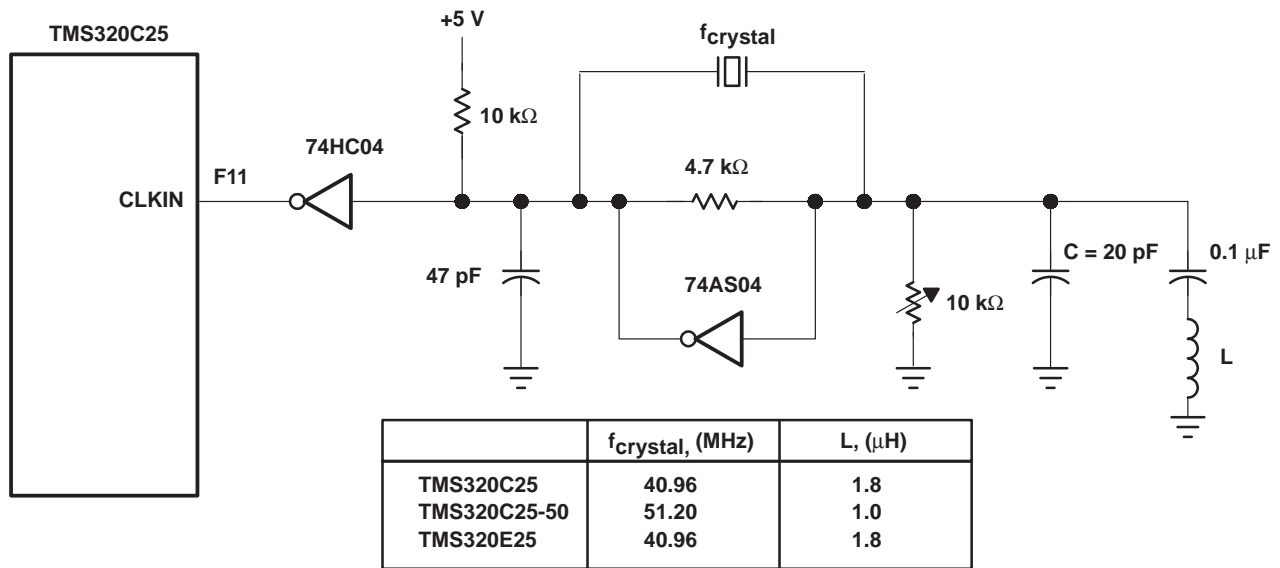 TMS320C25
+5 V
fcrystal
10 kΩ
74HC04
4.7 kΩ
F11
CLKIN
47 pF
74AS04
10 kΩ
C = 20 pF
0.1 μF
L
fcrystal, (MHz) L, (μH)
TMS320C25 40.96 1.8
TMS320C25-50 51.20 1.0
TMS320E25 40.96 1.8